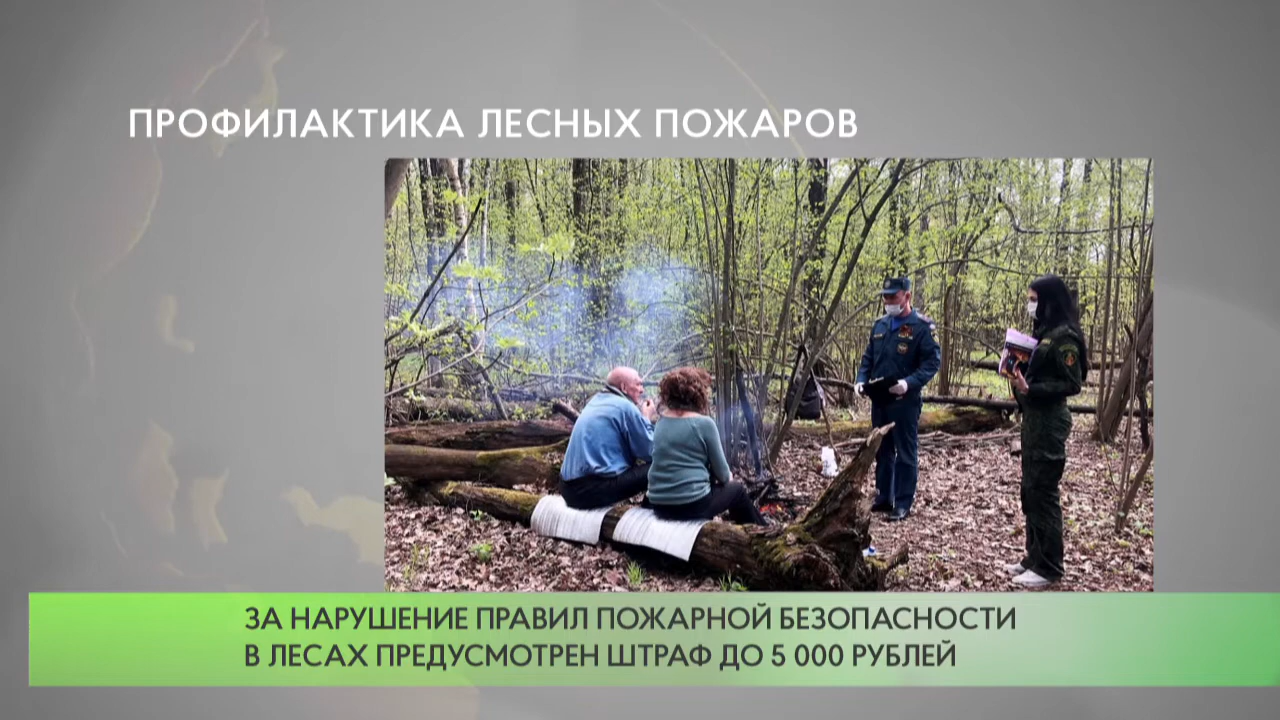 ПРОФИЛАКТИКА ЛЕСНЫХ ПОЖАРОВ
ЗА НАРУШЕНИЕ ПРАВИЛ ПОЖАРНОЙ БЕЗОПАСНОСТИ
В ЛЕСАХ ПРЕДУСМОТРЕН ШТРАФ ДО 5 000 РУБЛЕЙ